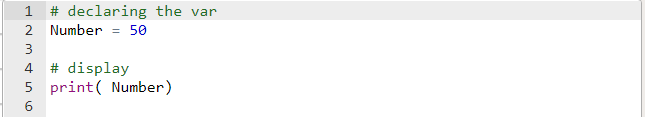 1 # declaring the var
2 Number = 50
3
4 # display
5 print( Number)
6